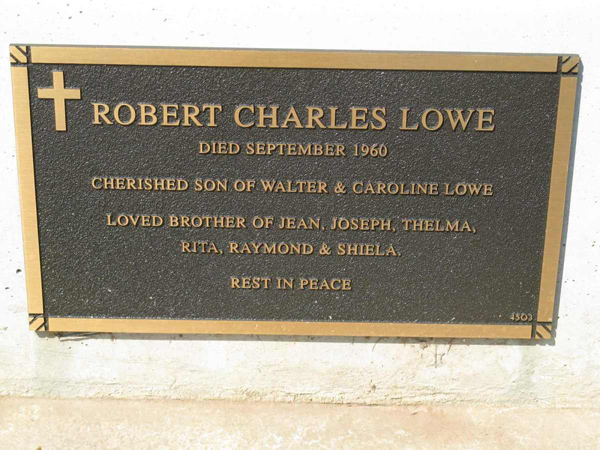 ROBERT CHARLES LOWE
DIED SEPTEMBER 1960
CHERISHED SON OF WALTER & CAROLINE LOWE
LOVED BROTHER OF JEAN, JOSEPH, THELMA,
RITA, RAYMOND & SHIELA.
REST IN PEACE
4503